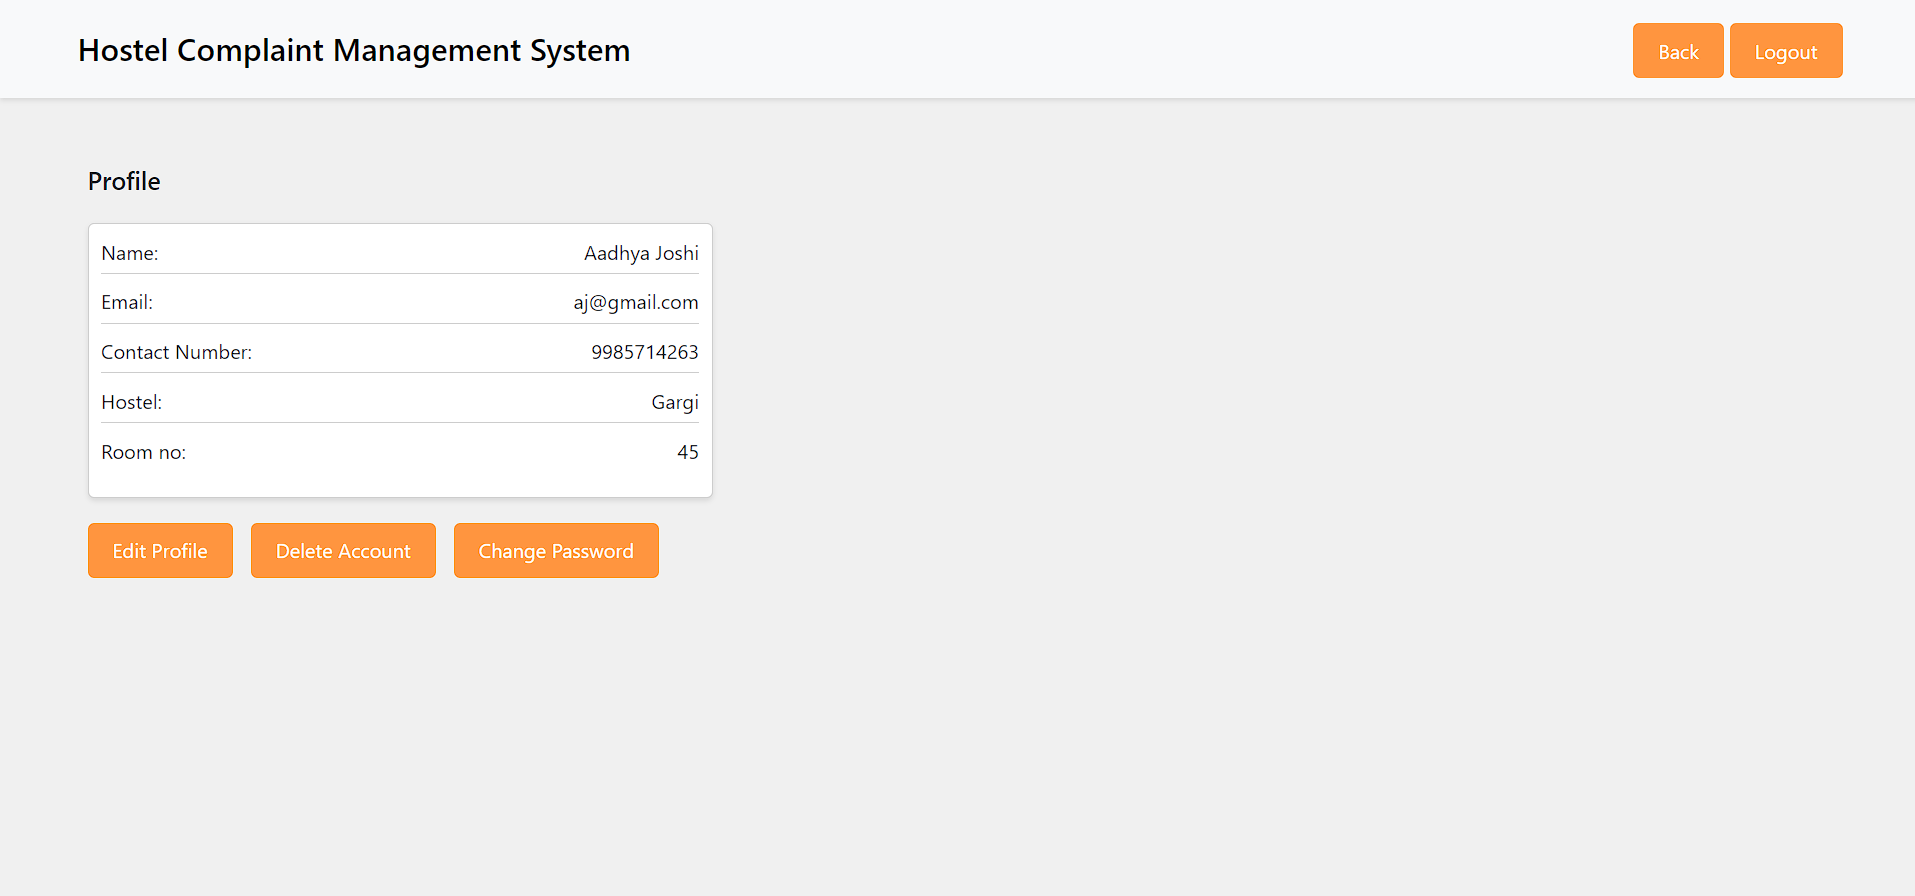 Hostel Complaint Management System
Back Logout
Profile
Name: Aadhya Joshi
Email: aj@gmail.com
Contact Number: 9985714263
Hostel: Gargi
Room no: 45
Edit Profile Delete Account Change Password